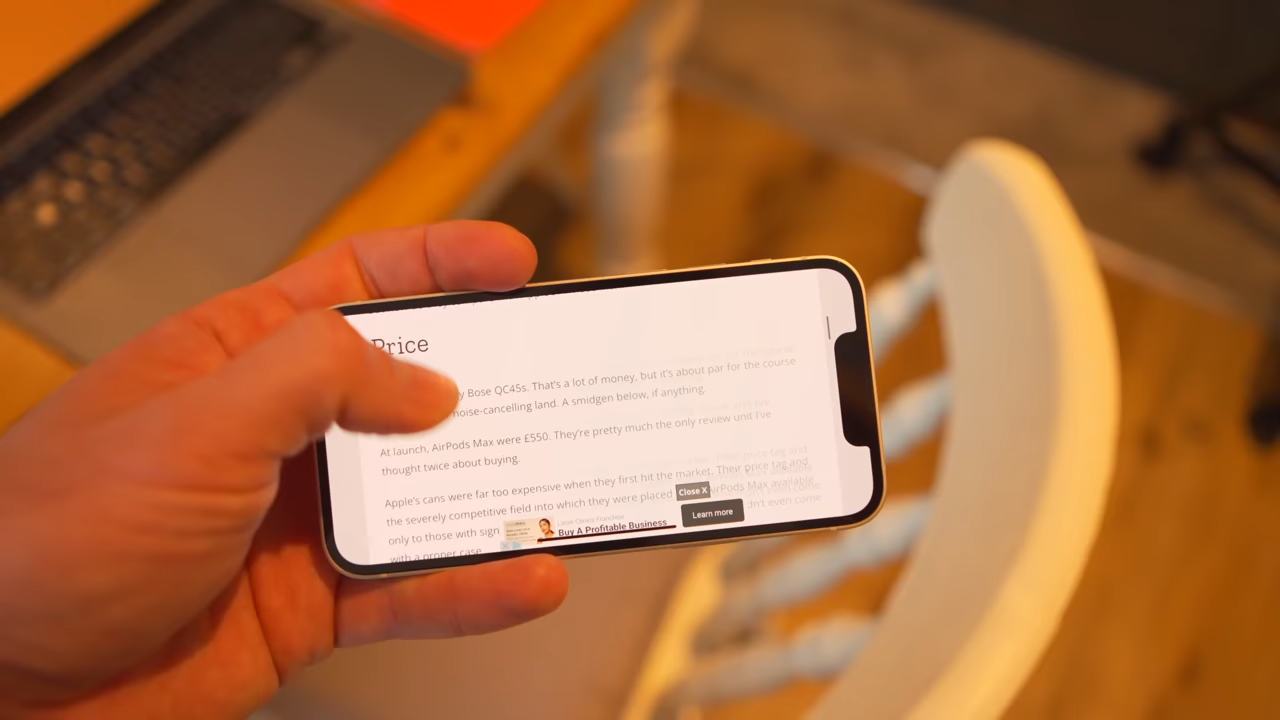 Price
y Bose QC45s. That's a lot of money, but it's about par for the course
noise-cancelling land. A smidgen below, if anything.
At launch, AirPods Max were £550. They're pretty much the only review unit I've
thought twice about buying.
Apple's cans were far too expensive when they first hit the market. Their price tag and
the severely competitive field into which they were placed AirPods Max available
only to those with sign dn't even come
with a proper case
Close X
Buy A Profitable Business
Learn more